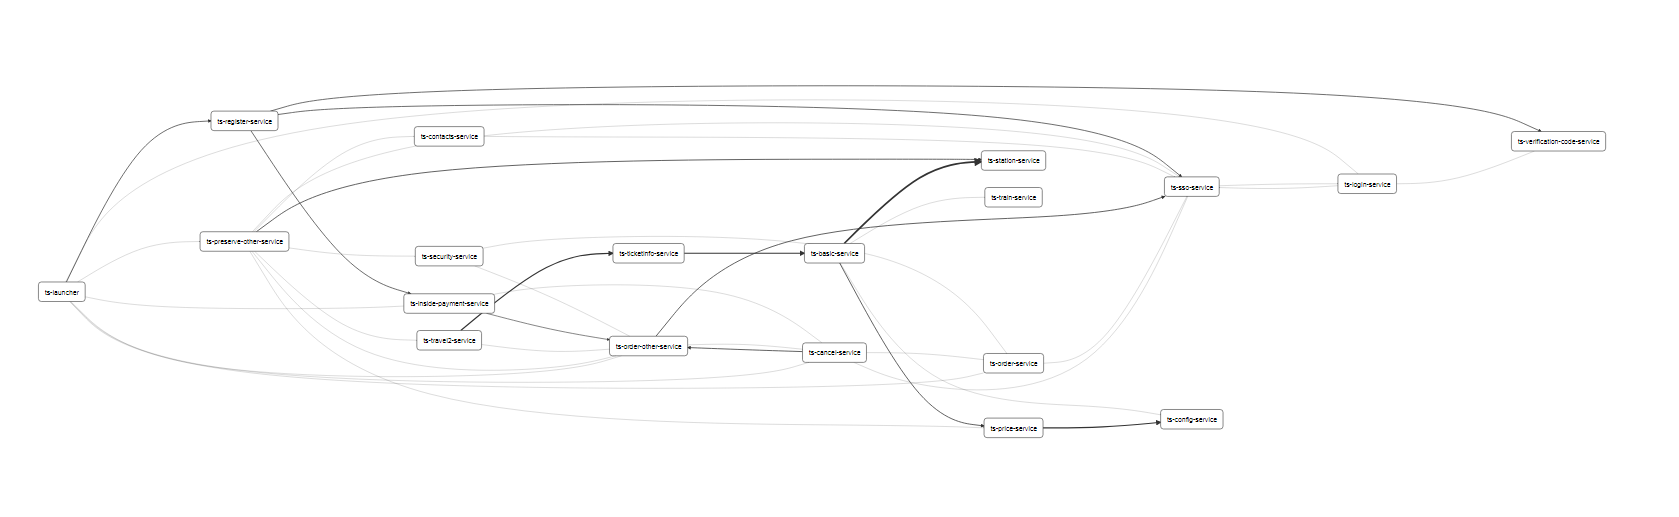 ts-register-service
ts-contacts-service
ts-verification-code-service
ts-station-service
ts-login-service
ts-sso-service
ts-train-service
ts-preserve-other-service
ts-security-service
ts-ticketinfo-service
ts-basic-service
ts-launcher
ts-inside-payment-service
ts-travel2-service
ts-order-other-service
ts-cancel-service
ts-order-service
ts-config-service
ts-price-service